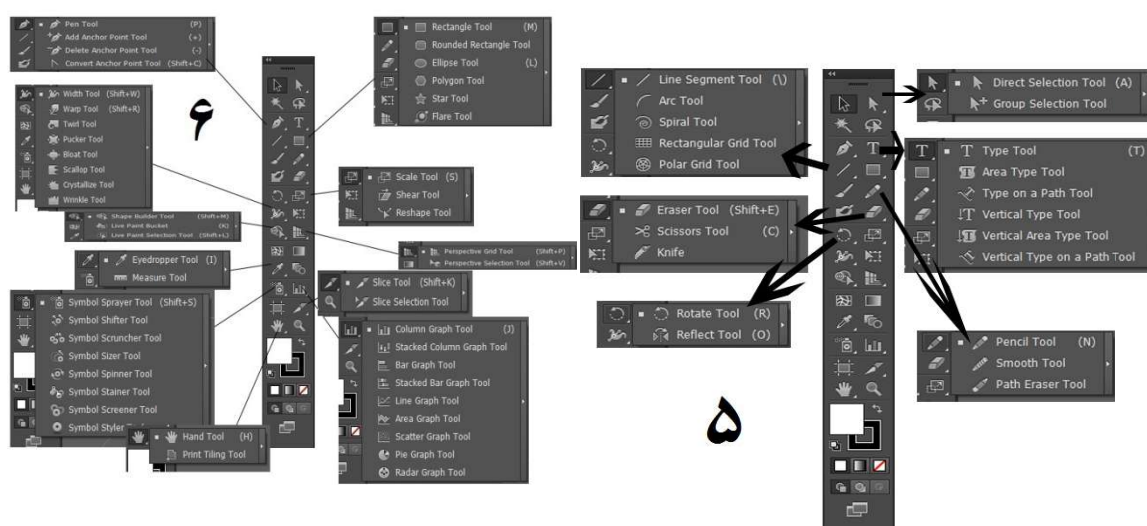 Pen Tool (P)
Add Anchor Point Tool (+)
Delete Anchor Point Tool (-)
Convert Anchor Point Tool (Shift+C)
Width Tool (Shift+W)
Warp Tool (Shift+R)
Twirl Tool
Pucker Tool
Bloat Tool
Scallop Tool
Crystallize Tool
Wrinkle Tool
۶
Shape Builder Tool (Shift+M)
Live Paint Bucket (K)
Live Paint Selection Tool (Shift+L)
Eyedropper Tool (I)
Measure Tool
Symbol Sprayer Tool (Shift+S)
Symbol Shifter Tool
Symbol Scruncher Tool
Symbol Sizer Tool
Symbol Spinner Tool
Symbol Stainer Tool
Symbol Screener Tool
Symbol Styler
Hand Tool (H)
Print Tiling Tool
Rectangle Tool (M)
Rounded Rectangle Tool
Ellipse Tool (L)
Polygon Tool
Star Tool
Flare Tool
Scale Tool (S)
Shear Tool
Reshape Tool
Perspective Grid Tool (Shift+P)
Perspective Selection Tool (Shift+V)
Slice Tool (Shift+K)
Slice Selection Tool
Column Graph Tool (J)
Stacked Column Graph Tool
Bar Graph Tool
Stacked Bar Graph Tool
Line Graph Tool
Area Graph Tool
Scatter Graph Tool
Pie Graph Tool
Radar Graph Tool
Line Segment Tool (\)
Arc Tool
Spiral Tool
Rectangular Grid Tool
Polar Grid Tool
Eraser Tool (Shift+E)
Scissors Tool (C)
Knife
Rotate Tool (R)
Reflect Tool (O)
۵
Direct Selection Tool (A)
Group Selection Tool
Type Tool (T)
Area Type Tool
Type on a Path Tool
Vertical Type Tool
Vertical Area Type Tool
Vertical Type on a Path Tool
Pencil Tool (N)
Smooth Tool
Path Eraser Tool